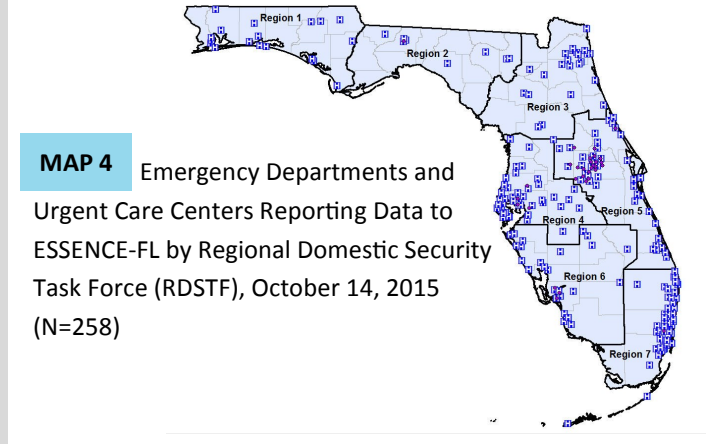 MAP 4 Emergency Departments and
Urgent Care Centers Reporting Data to
ESSENCE-FL by Regional Domestic Security
Task Force (RDSTF), October 14, 2015
(N=258)
Region 1
Region 2
Region 3
Region 4
Region 5
Region 6
Region 7